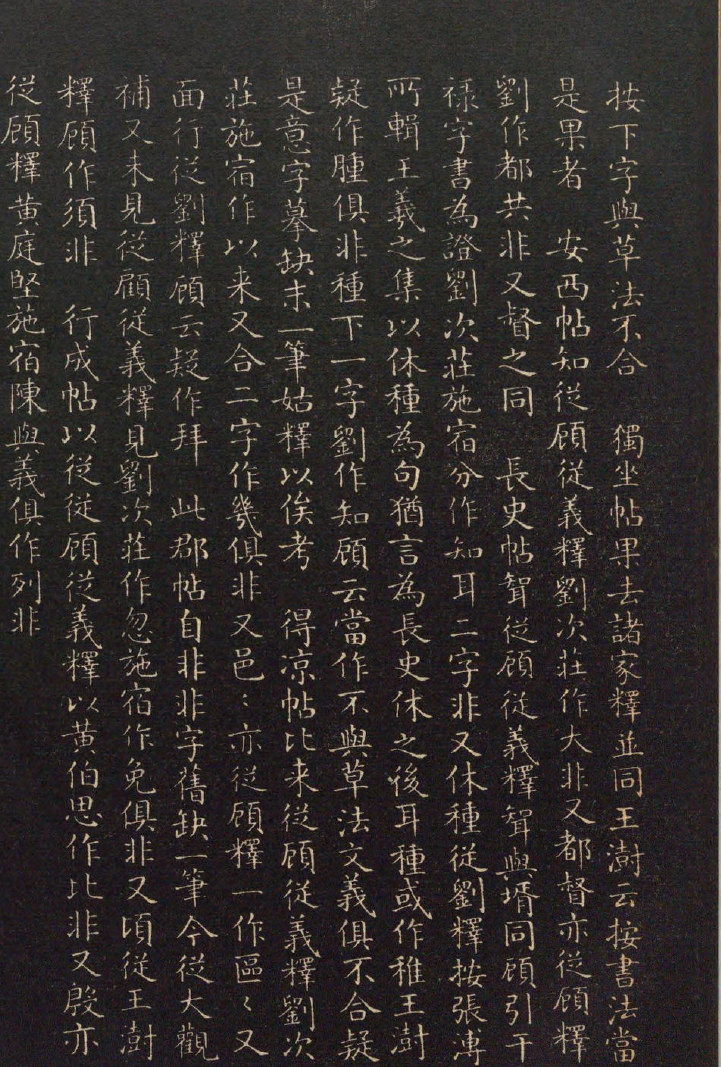 按下字與草法不合　獨坐帖果去諸家釋並同王澍云按書法當
是果者　安西帖知從顧從義釋劉次莊作大非又都督亦從顧釋
劉作都共非又督之同　長史帖聟從顧從義釋聟與壻同顧引干
祿字書為證劉次莊施宿分作知耳二字非又休種從劉釋按張溥
所輯王羲之集以休種為句猶言為長史休之後耳種或作稚王澍
疑作腫俱非種下一字劉作知顧云當作不與草法文義俱不合疑
是意字摹缺末一筆姑釋以俟考　得涼帖比来從顧從義釋劉次
莊施宿作以来又合二字作幾俱非又邑〻亦從顧釋一作區〻又
面行從劉釋顧云疑作拜　此郡帖自非非字舊缺一筆今從大觀
補又未見從顧從義釋見劉次莊作忽施宿作免俱非又頃從王澍
釋顧作須非　行成帖以從從顧從義釋以黃伯思作比非又殷亦
從顧釋黃庭堅施宿陳與義俱作列非